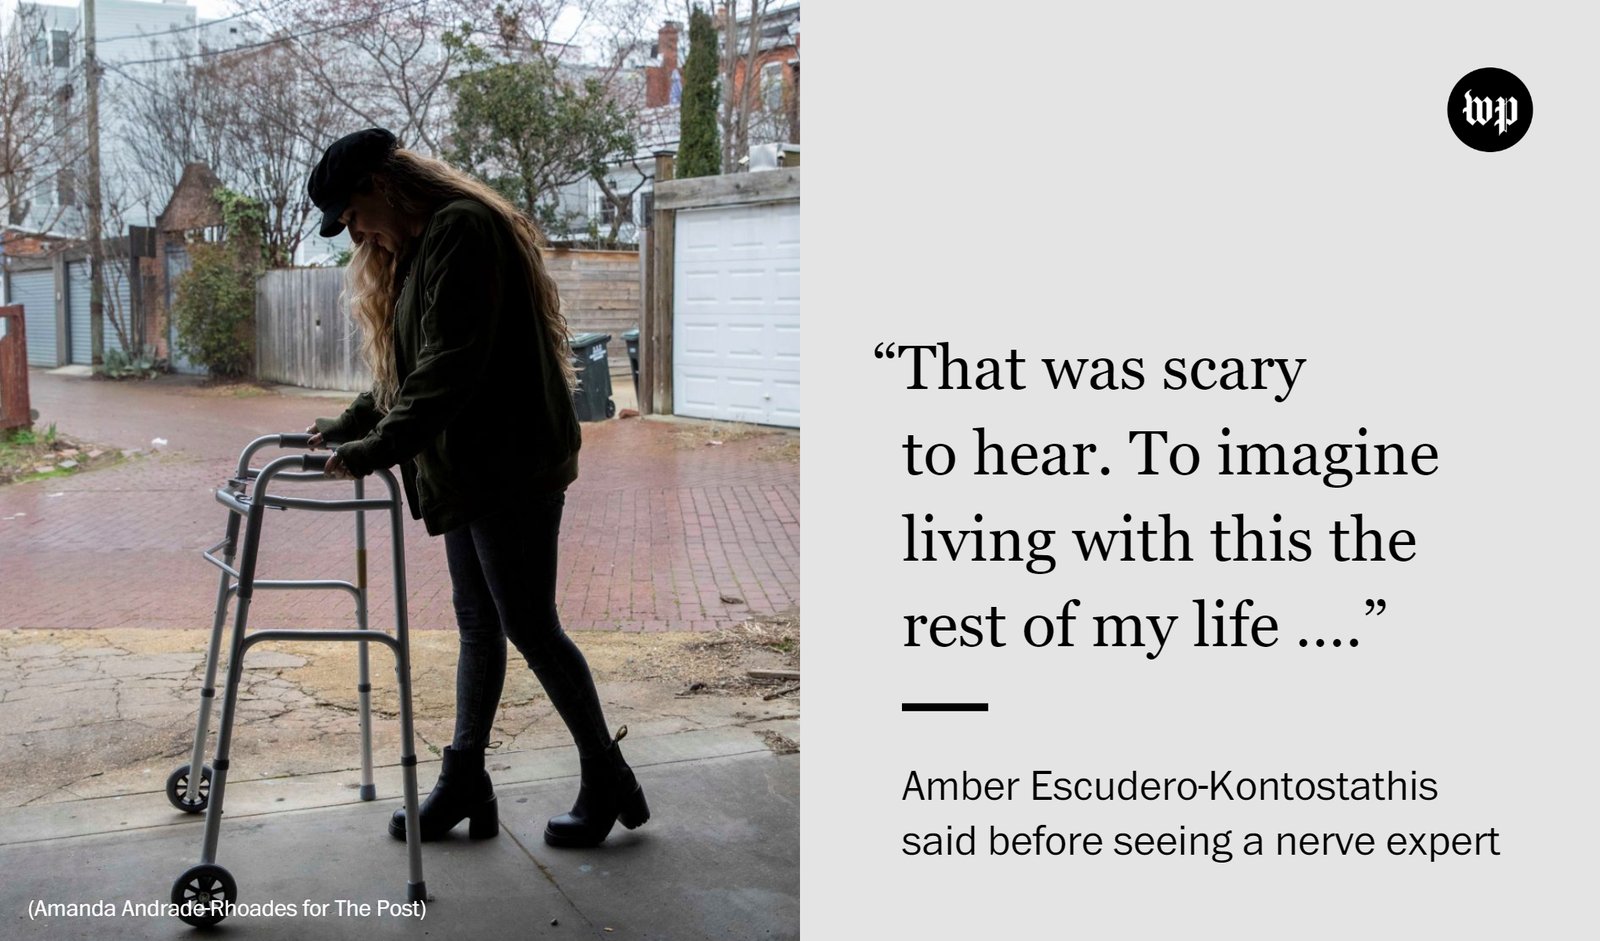 wp
“That was scary
to hear. To imagine
living with this the
rest of my life ....”
Amber Escudero-Kontostathis
said before seeing a nerve expert
(Amanda Andrade-Rhoades for The Post)